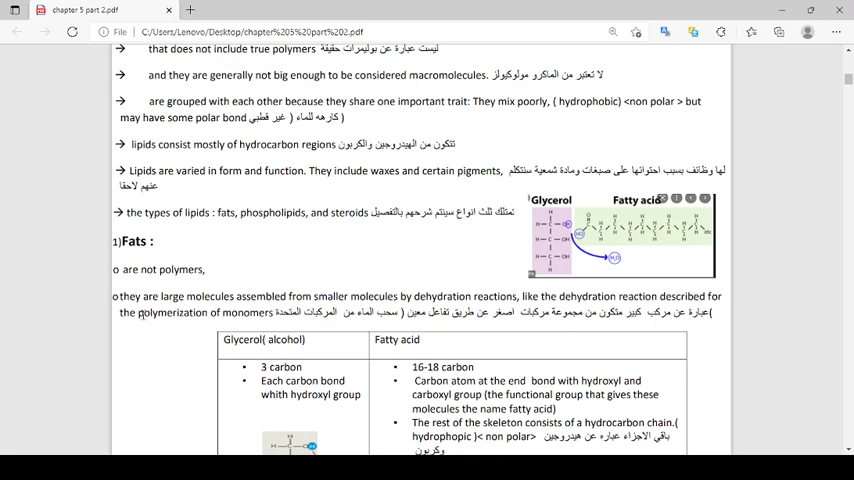 chapter 5 part 2.pdf
File | C:/Users/Lenovo/Desktop/chapter%205%20part%202.pdf
→ that does not include true polymers ليست عبارة عن بوليمرات حقيقة
→ and they are generally not big enough to be considered macromolecules. لا تعتبر من الماكرو مولوكيولز
→ are grouped with each other because they share one important trait: They mix poorly, ( hydrophobic) <non polar > but
may have some polar bond ( كارهه للماء ( غير قطبي
→ lipids consist mostly of hydrocarbon regions تتكون من الهيدروجين والكربون
→ Lipids are varied in form and function. They include waxes and certain pigments, لها وظائف بسبب احتوائها على صبغات ومادة شمعية سنتكلم
عنهم لاحقا
→ the types of lipids : fats, phospholipids, and steroids تمتلك ثلث انواع سيتم شرحهم بالتفصيل
Glycerol Fatty acid
1)Fats :
o are not polymers,
o they are large molecules assembled from smaller molecules by dehydration reactions, like the dehydration reaction described for
the polymerization of monomers عبارة عن مركب كبير متكون من مجموعة مركبات اصغر عن طريق تفاعل معين ( سحب الماء من المركبات المتحدة)
Glycerol( alcohol) Fatty acid
• 3 carbon
• Each carbon bond
whith hydroxyl group
• 16-18 carbon
• Carbon atom at the end bond with hydroxyl and
carboxyl group (the functional group that gives these
molecules the name fatty acid)
• The rest of the skeleton consists of a hydrocarbon chain.(
hydrophopic )< non polar> باقي الاجزاء عباره عن هيدروجين
وكربون